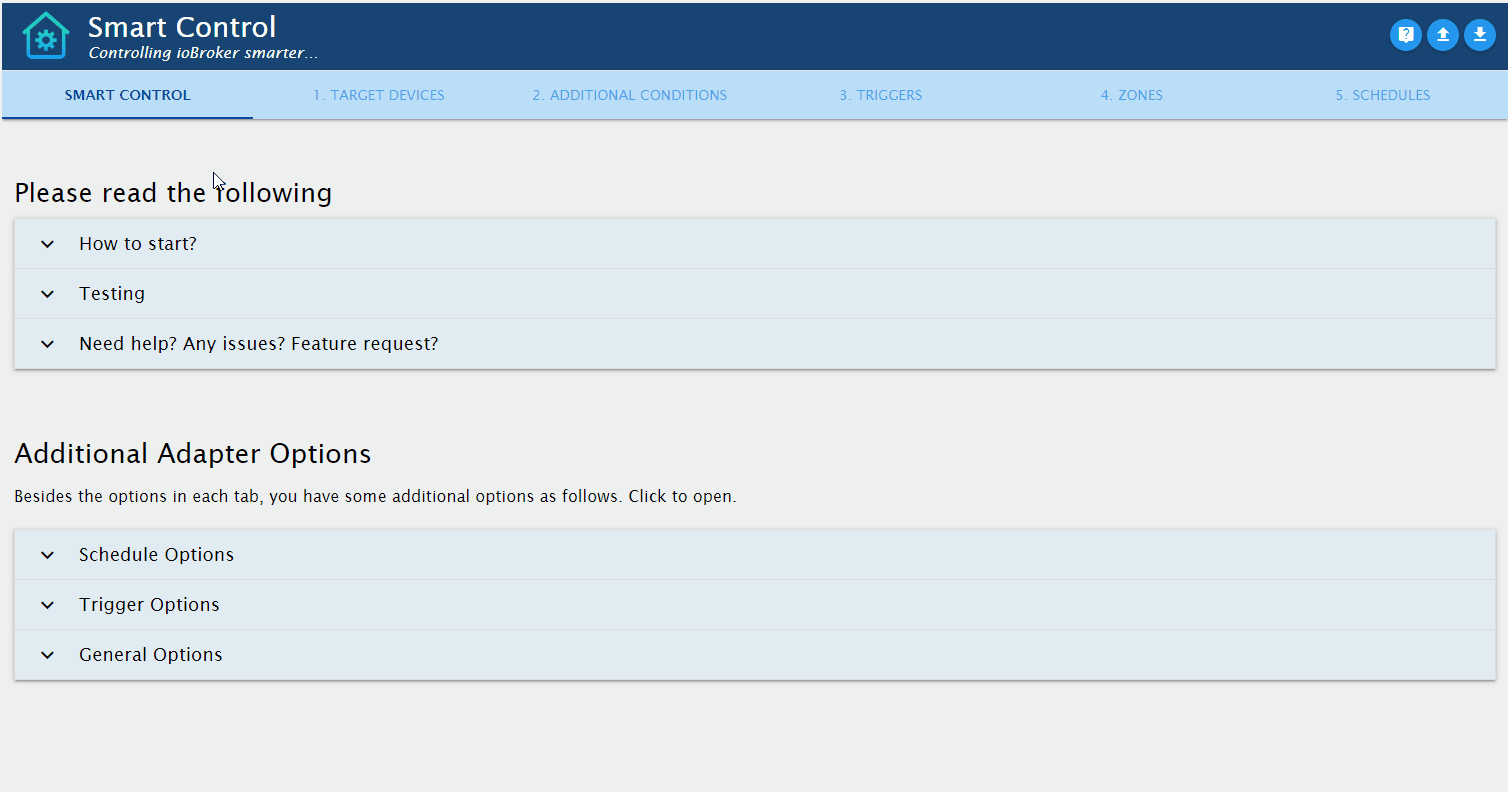 Smart Control
Controlling ioBroker smarter...
SMART CONTROL
1. TARGET DEVICES
2. ADDITIONAL CONDITIONS
3. TRIGGERS
4. ZONES
5. SCHEDULES
Please read the following
How to start?
Testing
Need help? Any issues? Feature request?
Additional Adapter Options
Besides the options in each tab, you have some additional options as follows. Click to open.
Schedule Options
Trigger Options
General Options